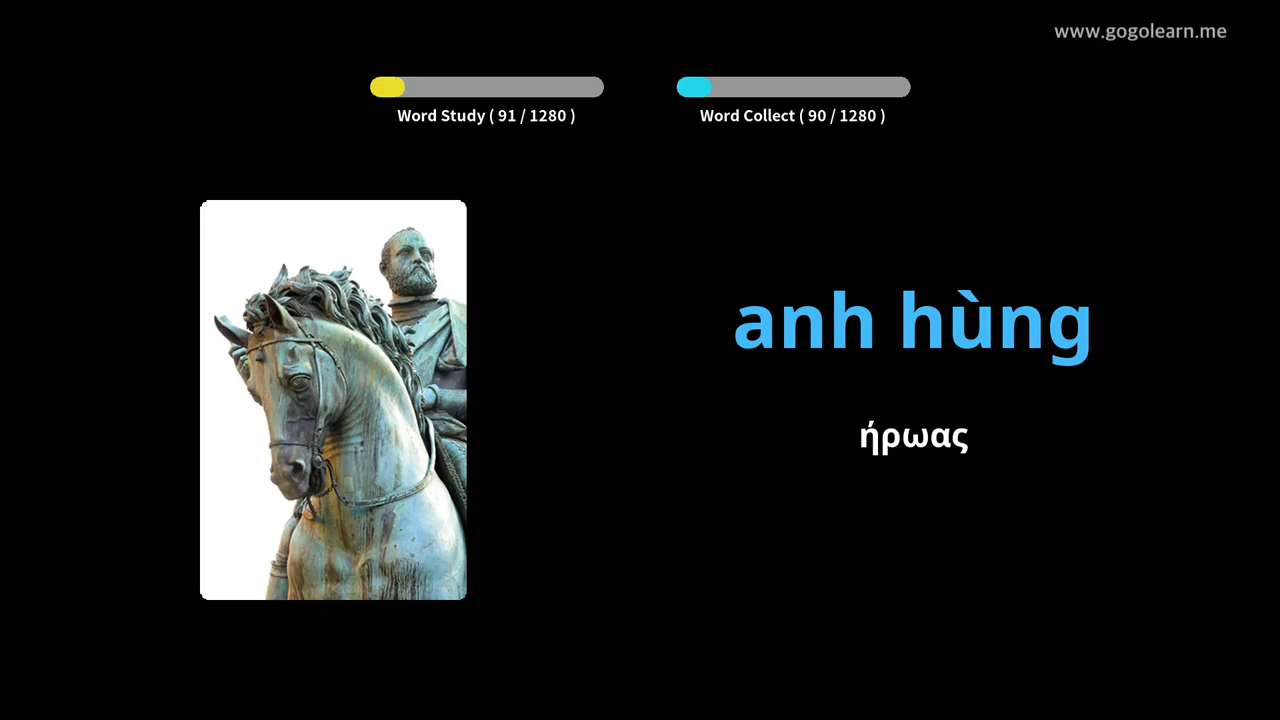 www.gogolearn.me
Word Study ( 91 / 1280 )
Word Collect ( 90 / 1280 )
anh hùng
ήρωας